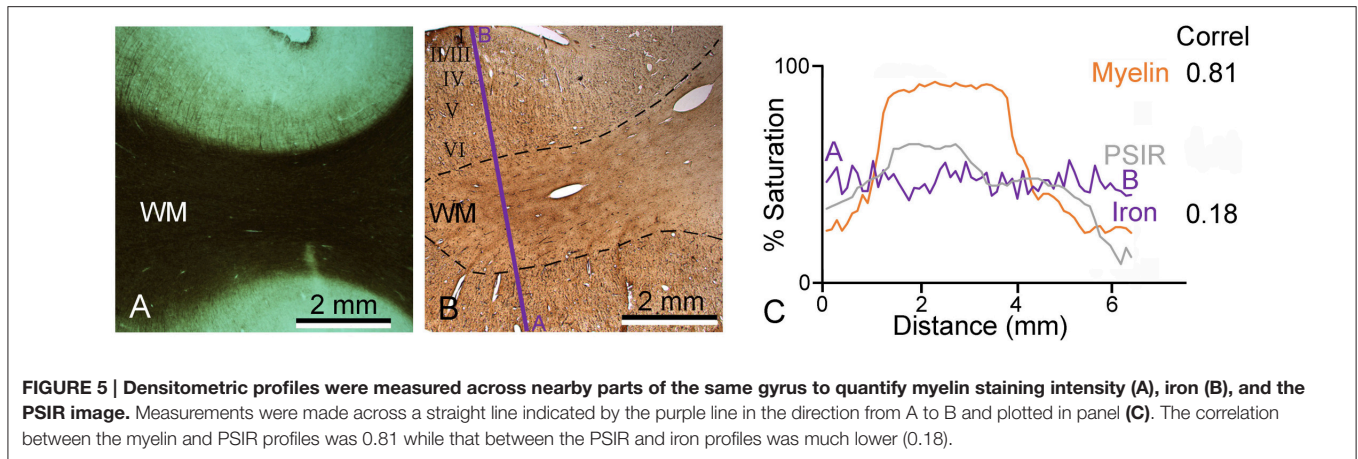 WM
A
2 mm
B
I
II/III
IV
V
VI
WM
B
2 mm
A
Correl
100
Myelin 0.81
A
PSIR
B
Iron 0.18
% Saturation
0
0 2 4 6
C
Distance (mm)
FIGURE 5 | Densitometric profiles were measured across nearby parts of the same gyrus to quantify myelin staining intensity (A), iron (B), and the
PSIR image. Measurements were made across a straight line indicated by the purple line in the direction from A to B and plotted in panel (C). The correlation
between the myelin and PSIR profiles was 0.81 while that between the PSIR and iron profiles was much lower (0.18).